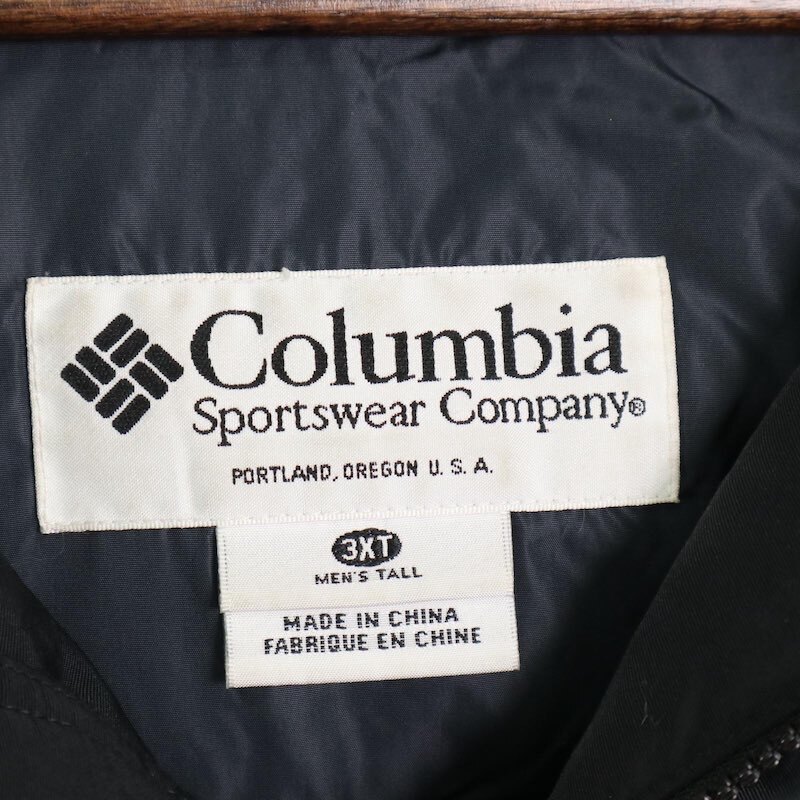 Columbia
Sportswear Company®
PORTLAND, OREGON U. S. A.
3XT
MEN'S TALL
MADE IN CHINA
FABRIQUE EN CHINE